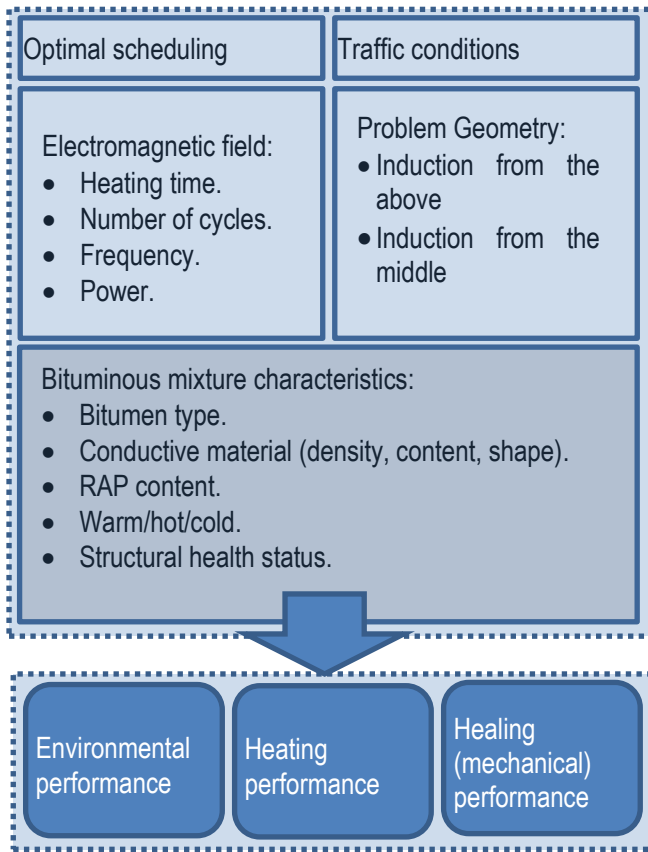 Optimal scheduling
Traffic conditions
Electromagnetic field:
• Heating time.
• Number of cycles.
• Frequency.
• Power.
Problem Geometry:
• Induction from the
above
• Induction from the
middle
Bituminous mixture characteristics:
• Bitumen type.
• Conductive material (density, content, shape).
• RAP content.
• Warm/hot/cold.
• Structural health status.
Environmental
performance
Heating
performance
Healing
(mechanical)
performance